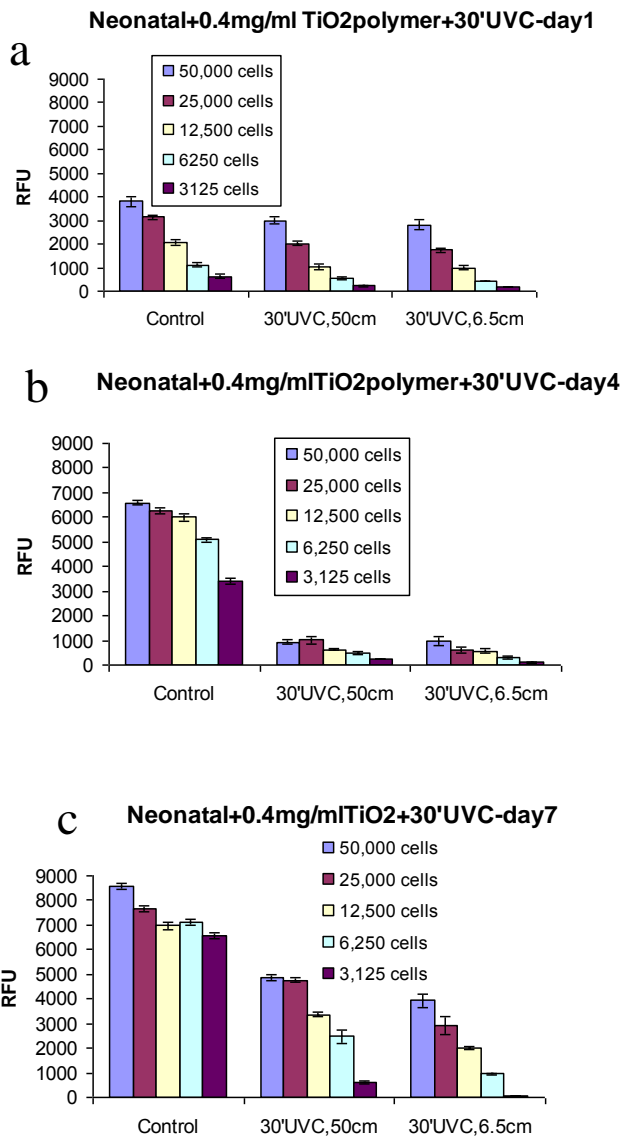 Neonatal+0.4mg/ml TiO2polymer+30'UVC-day1
a
50,000 cells
25,000 cells
12,500 cells
6250 cells
3125 cells
9000
8000
7000
6000
5000
4000
3000
2000
1000
0
RFU
Control
30'UVC,50cm
30'UVC,6.5cm
b
Neonatal+0.4mg/mlTiO2polymer+30'UVC-day4
50,000 cells
25,000 cells
12,500 cells
6,250 cells
3,125 cells
9000
8000
7000
6000
5000
4000
3000
2000
1000
0
RFU
Control
30'UVC,50cm
30'UVC,6.5cm
c
Neonatal+0.4mg/mlTiO2+30'UVC-day7
50,000 cells
25,000 cells
12,500 cells
6,250 cells
3,125 cells
9000
8000
7000
6000
5000
4000
3000
2000
1000
0
RFU
Control
30'UVC,50cm
30'UVC,6.5cm